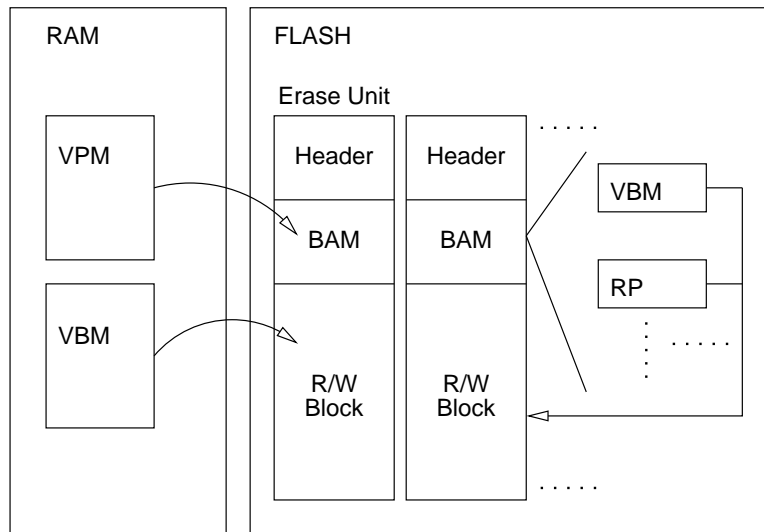 RAM
FLASH
Erase Unit
VPM
Header
Header
. . . . .
VBM
BAM
BAM
RP
VBM
. . . . .
. . . . .
R/W
Block
R/W
Block
. . . . .